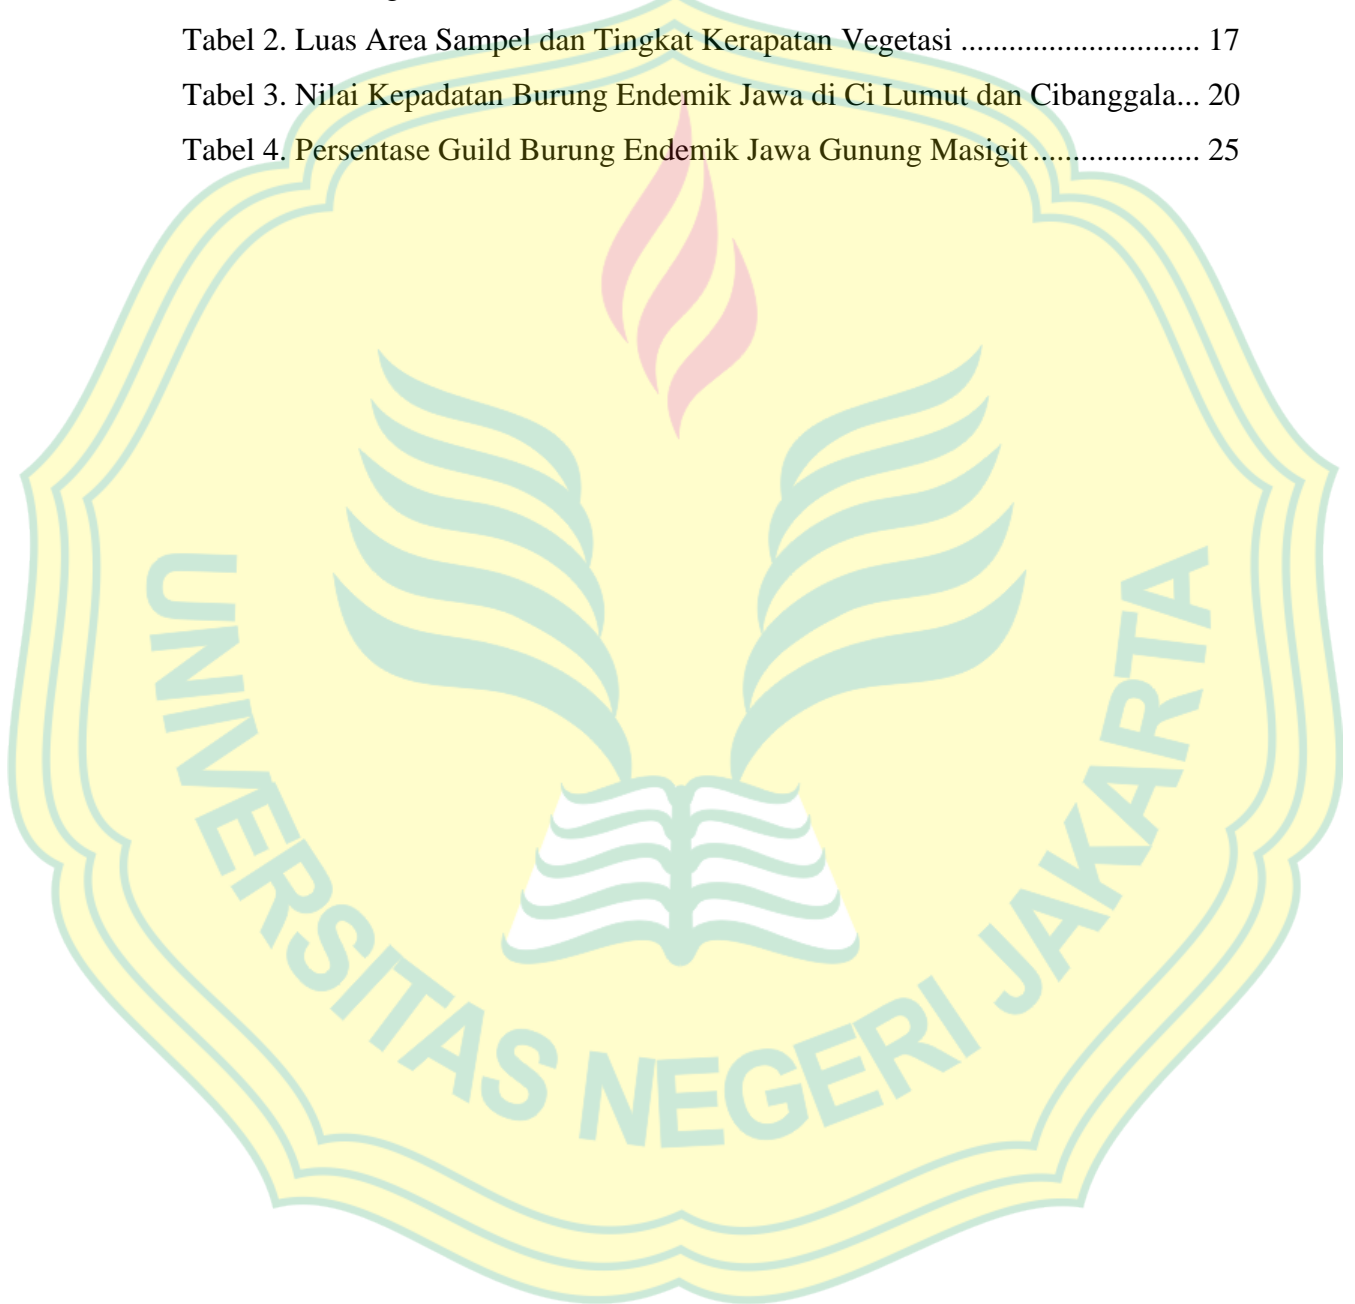 Tabel 2. Luas Area Sampel dan Tingkat Kerapatan Vegetasi .............................. 17
Tabel 3. Nilai Kepadatan Burung Endemik Jawa di Ci Lumut dan Cibanggala... 20
Tabel 4. Persentase Guild Burung Endemik Jawa Gunung Masigit ..................... 25
UNIVERSITAS NEGERI JAKARTA